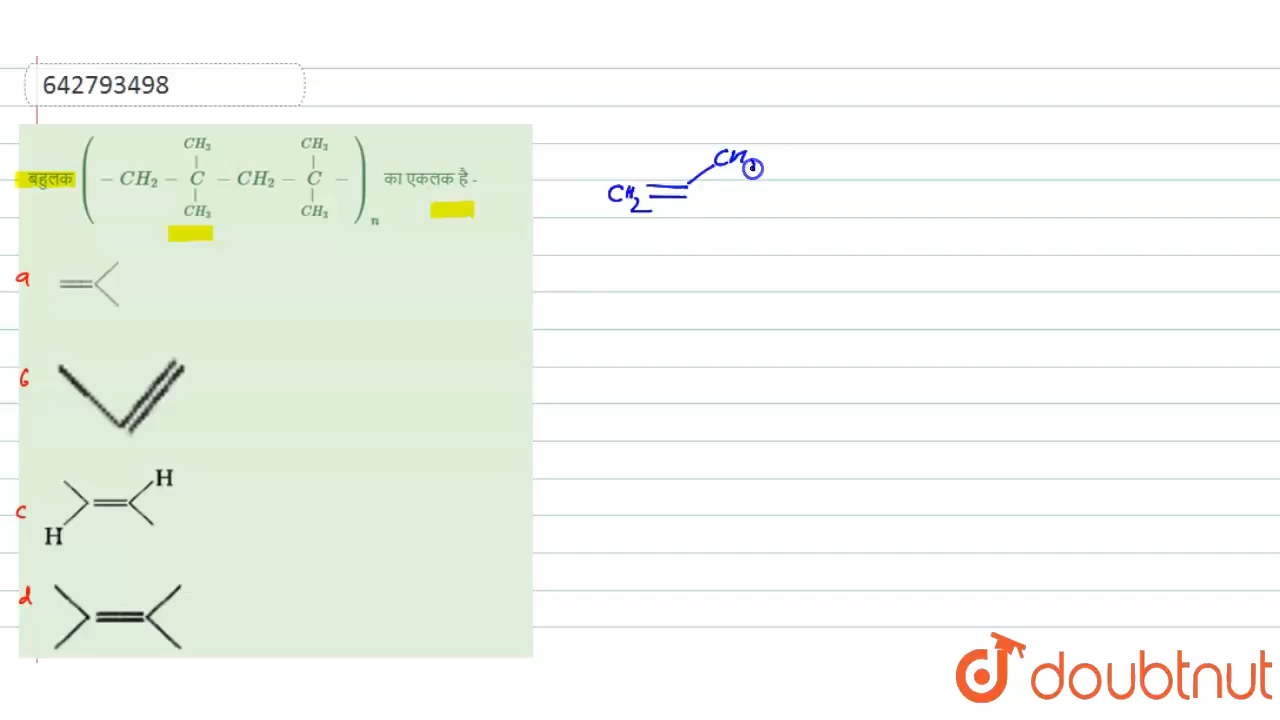 642793498
CH3 CH3
| |
बहुलक ( - CH2 - C - CH2 - C - ) का एकलक है -
| |
CH3 CH3 n
a
b
c H
H
d
CH2 CH3
doubtnut